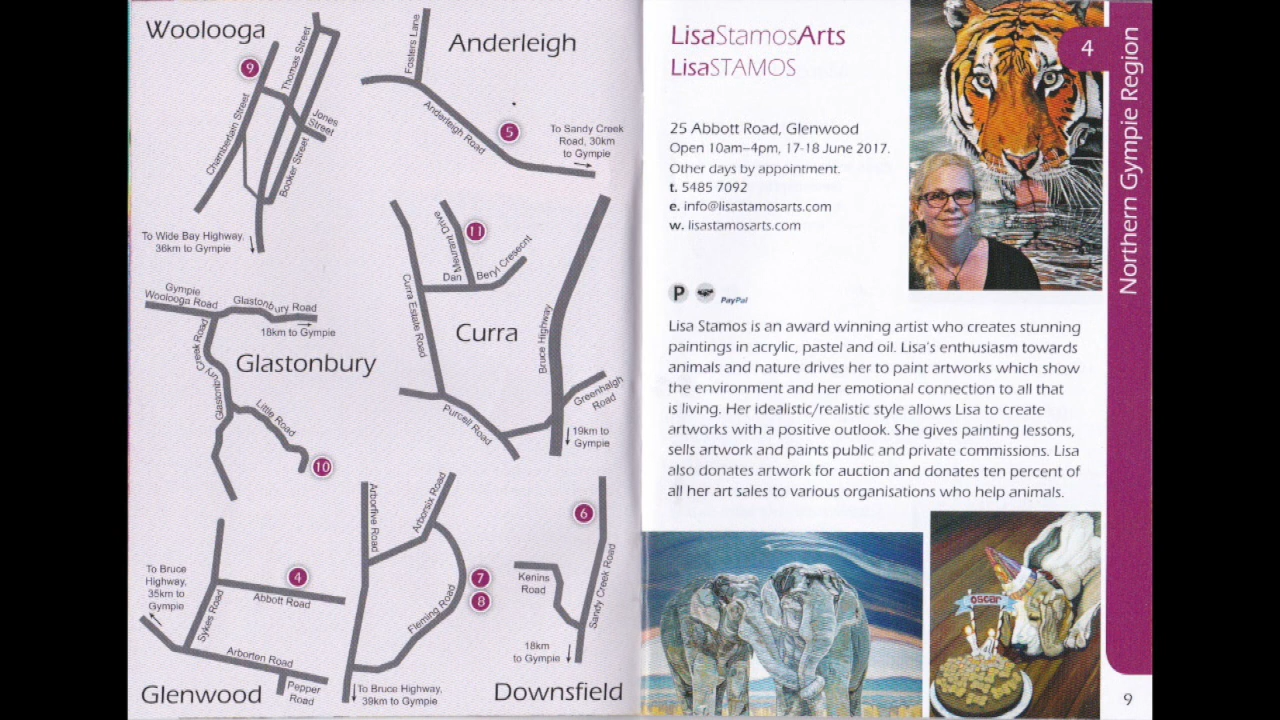 Woolooga
9
Thomas Street
Chamberden Street
Jones
Street
Booker Street
To Wide Bay Highway,
36km to Gympie
Anderleigh
Fosters Lane
Anderleigh Road
5
To Sandy Creek
Road, 30km
to Gympie
Gympie
Woolooga Road
Glastonbury Road
18km to Gympie
Glastonbury Creek Road
Glastonbury
Little Road
10
11
Meurant Drive
Dan
Beryl Cresecnt
Curra Estate Road
Curra
Bruce Highway
Greenhalgh
Road
Purcell Road
19km to
Gympie
To Bruce
Highway,
35km to
Gympie
4
Abbott Road
Sykes Road
Arborten Road
Pepper
Road
Glenwood
Arborfive Road
Arborsix Road
7
8
Fleming Road
To Bruce Highway,
39km to Gympie
6
Kenins
Road
Sandy Creek Road
18km
to Gympie
Downsfield
LisaStamosArts
LisaSTAMOS
25 Abbott Road, Glenwood
Open 10am–4pm, 17-18 June 2017.
Other days by appointment.
t. 5485 7092
e. info@lisastamosarts.com
w. lisastamosarts.com
P
PayPal
Lisa Stamos is an award winning artist who creates stunning
paintings in acrylic, pastel and oil. Lisa's enthusiasm towards
animals and nature drives her to paint artworks which show
the environment and her emotional connection to all that
is living. Her idealistic/realistic style allows Lisa to create
artworks with a positive outlook. She gives painting lessons,
sells artwork and paints public and private commissions. Lisa
also donates artwork for auction and donates ten percent of
all her art sales to various organisations who help animals.
oscar
4
Northern Gympie Region
9